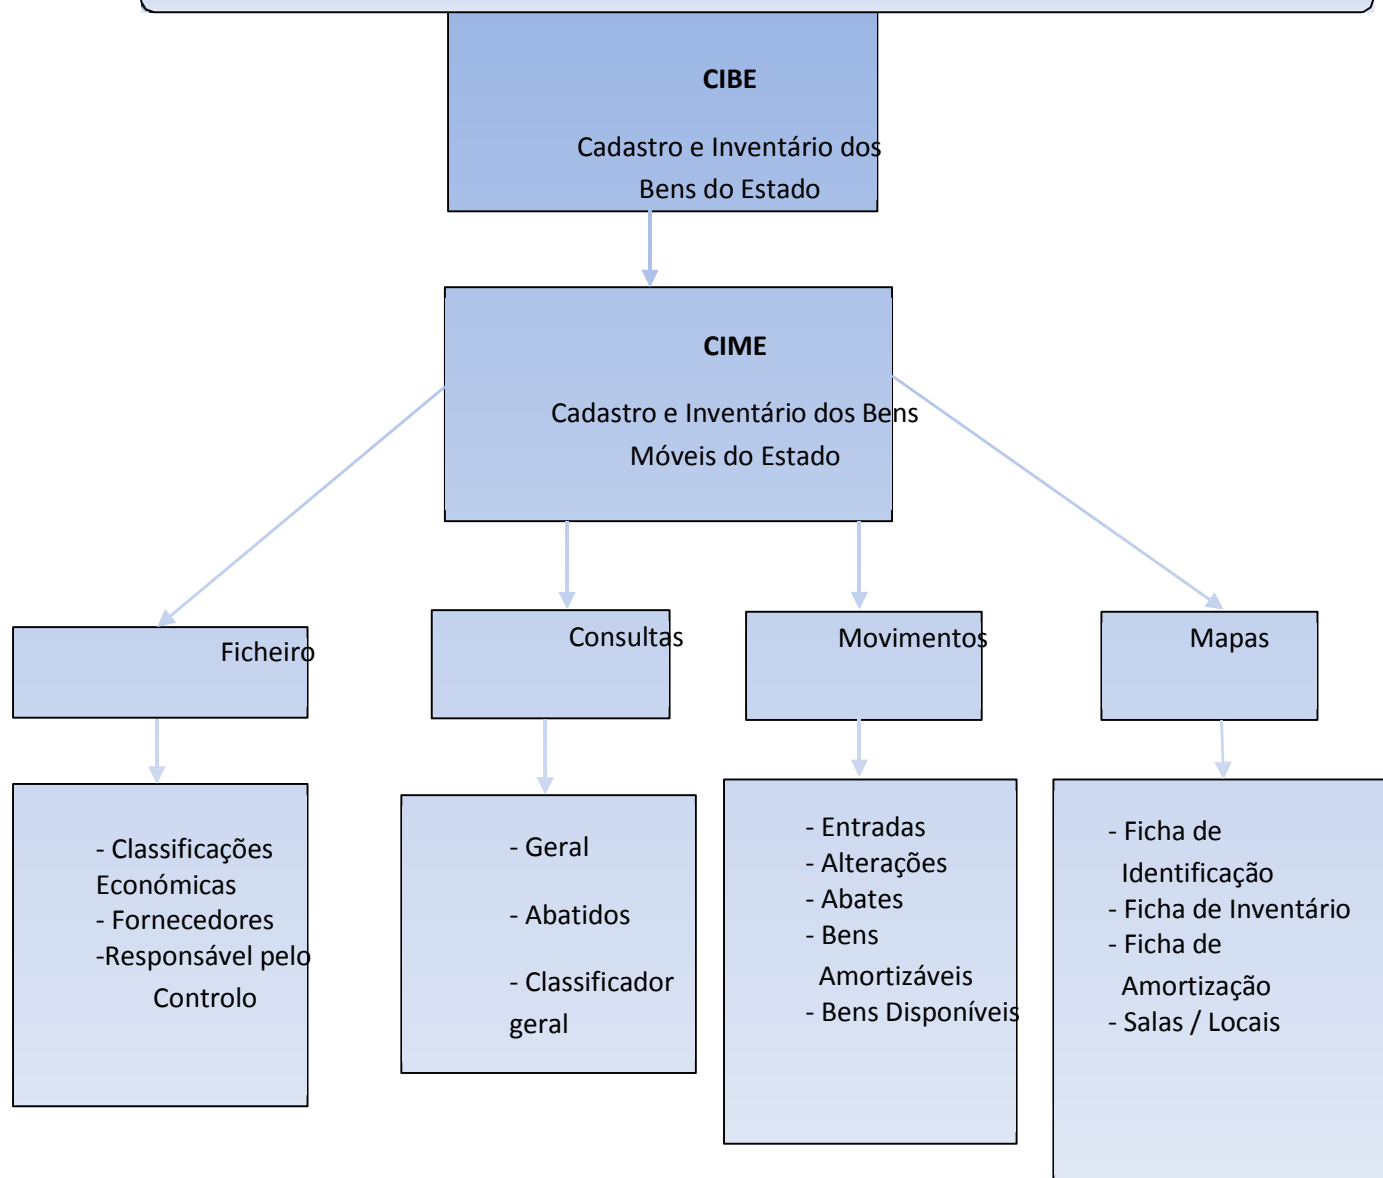 CIBE
Cadastro e Inventário dos
Bens do Estado
CIME
Cadastro e Inventário dos Bens
Móveis do Estado
Ficheiro
Consultas
Movimentos
Mapas
- Classificações
Económicas
- Fornecedores
-Responsável pelo
Controlo
- Geral
- Abatidos
- Classificador
geral
- Entradas
- Alterações
- Abates
- Bens
Amortizáveis
- Bens Disponíveis
- Ficha de
Identificação
- Ficha de Inventário
- Ficha de
Amortização
- Salas / Locais